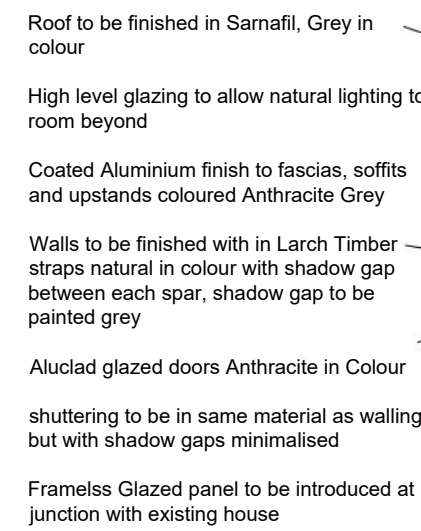 Roof to be finished in Sarnafil, Grey in
colour
High level glazing to allow natural lighting to
room beyond
Coated Aluminium finish to fascias, soffits
and upstands coloured Anthracite Grey
Walls to be finished with in Larch Timber
straps natural in colour with shadow gap
between each spar, shadow gap to be
painted grey
Aluclad glazed doors Anthracite in Colour
shuttering to be in same material as walling
but with shadow gaps minimalised
Framelss Glazed panel to be introduced at
junction with existing house